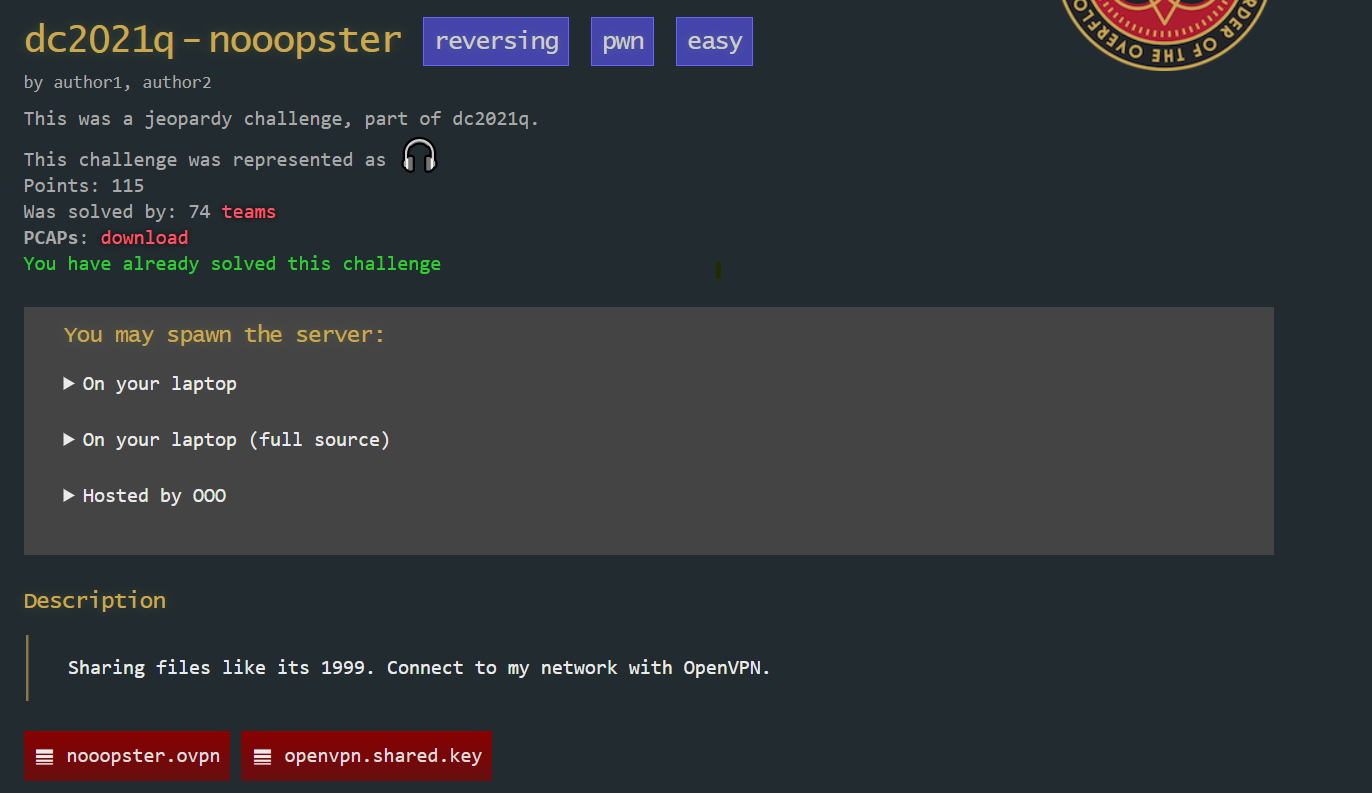 dc2021q – nooopster reversing pwn easy
by author1, author2
This was a jeopardy challenge, part of dc2021q.
This challenge was represented as
Points: 115
Was solved by: 74 teams
PCAPs: download
You have already solved this challenge
You may spawn the server:
On your laptop
On your laptop (full source)
Hosted by OOO
Description
Sharing files like its 1999. Connect to my network with OpenVPN.
nooopster.ovpn openvpn.shared.key
ORDER OF THE OVERFLO